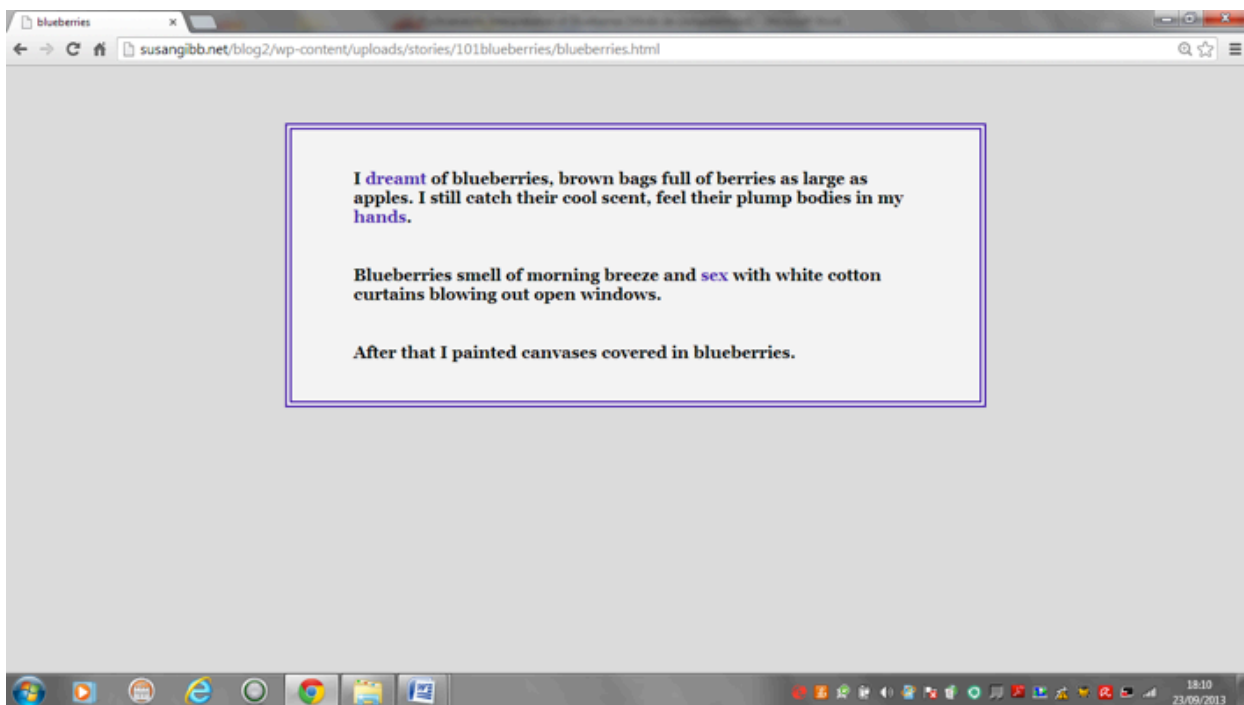 blueberries
susangibb.net/blog2/wp-content/uploads/stories/101blueberries/blueberries.html
I dreamt of blueberries, brown bags full of berries as large as
apples. I still catch their cool scent, feel their plump bodies in my
hands.
Blueberries smell of morning breeze and sex with white cotton
curtains blowing out open windows.
After that I painted canvases covered in blueberries.
18:10
23/09/2013